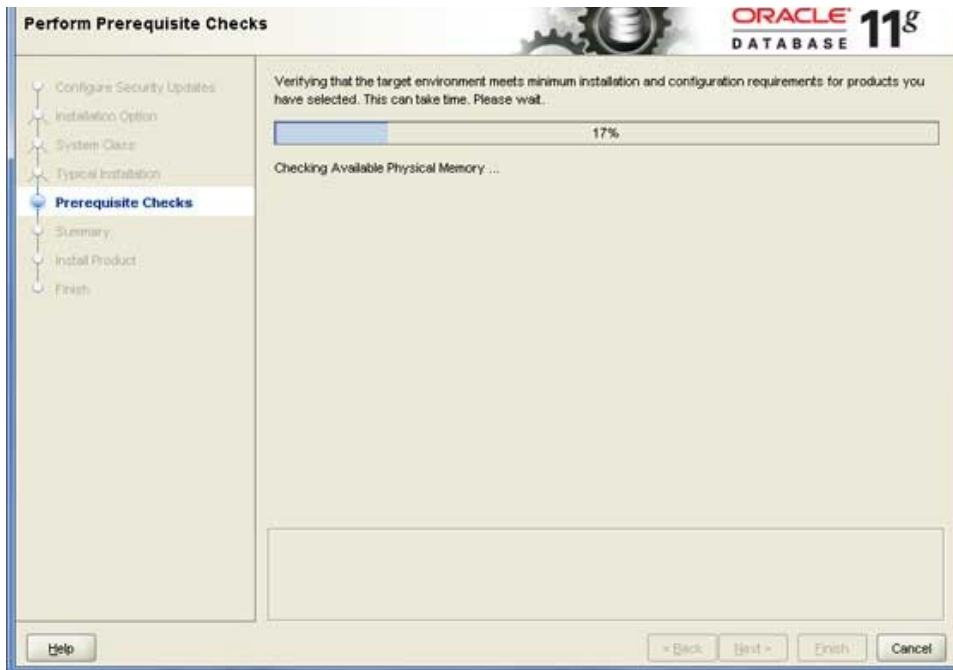 Perform Prerequisite Checks
ORACLE
DATABASE
11g
Configure Security Updates
Installation Option
System Class
Typical Installation
Prerequisite Checks
Summary
Install Product
Finish
Verifying that the target environment meets minimum installation and configuration requirements for products you
have selected. This can take time. Please wait.
17%
Checking Available Physical Memory ...
Help
< Back
Next >
Finish
Cancel